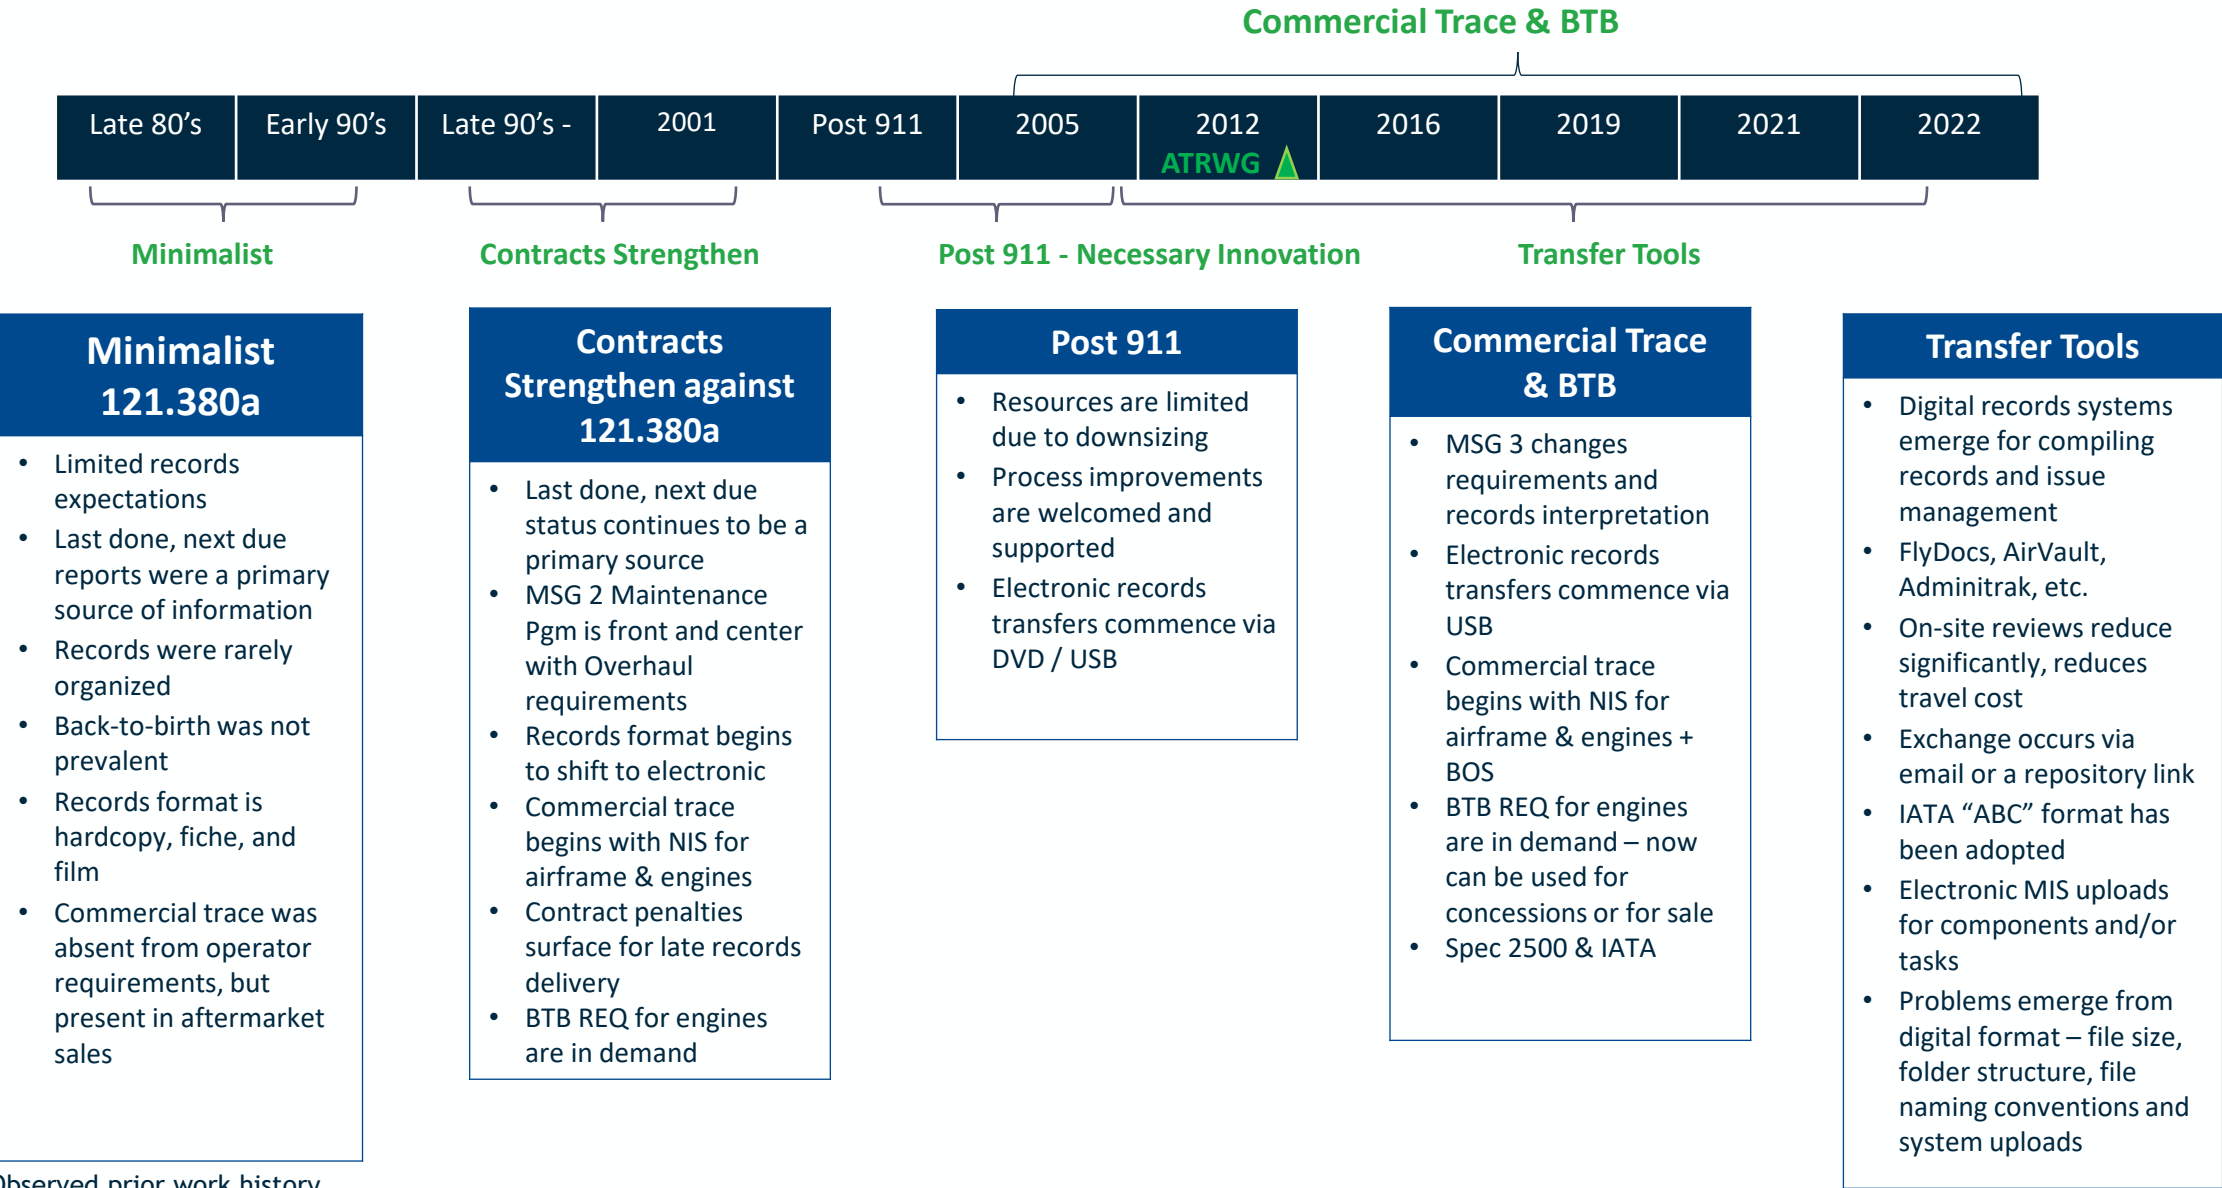 Commercial Trace & BTB
Late 80’s
Early 90’s
Late 90’s -
2001
Post 911
2005
2012
ATRWG
2016
2019
2021
2022
Minimalist
Contracts Strengthen
Post 911 - Necessary Innovation
Transfer Tools
Minimalist
121.380a
• Limited records
expectations
• Last done, next due
reports were a primary
source of information
• Records were rarely
organized
• Back-to-birth was not
prevalent
• Records format is
hardcopy, fiche, and
film
• Commercial trace was
absent from operator
requirements, but
present in aftermarket
sales
Contracts
Strengthen against
121.380a
• Last done, next due
status continues to be a
primary source
• MSG 2 Maintenance
Pgm is front and center
with Overhaul
requirements
• Records format begins
to shift to electronic
• Commercial trace
begins with NIS for
airframe & engines
• Contract penalties
surface for late records
delivery
• BTB REQ for engines
are in demand
Post 911
• Resources are limited
due to downsizing
• Process improvements
are welcomed and
supported
• Electronic records
transfers commence via
DVD / USB
Commercial Trace
& BTB
• MSG 3 changes
requirements and
records interpretation
• Electronic records
transfers commence via
USB
• Commercial trace
begins with NIS for
airframe & engines +
BOS
• BTB REQ for engines
are in demand – now
can be used for
concessions or for sale
• Spec 2500 & IATA
Transfer Tools
• Digital records systems
emerge for compiling
records and issue
management
• FlyDocs, AirVault,
Adminitrak, etc.
• On-site reviews reduce
significantly, reduces
travel cost
• Exchange occurs via
email or a repository link
• IATA “ABC” format has
been adopted
• Electronic MIS uploads
for components and/or
tasks
• Problems emerge from
digital format – file size,
folder structure, file
naming conventions and
system uploads
Observed prior work history